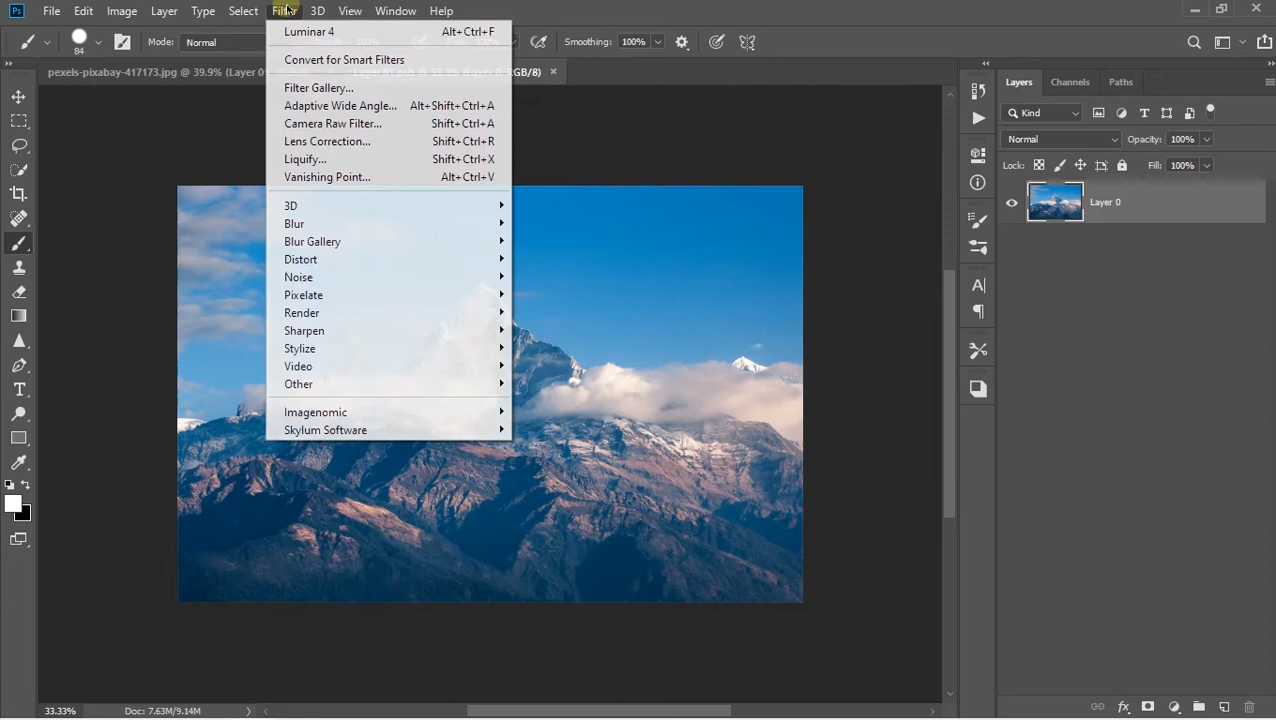 Ps File Edit Image Layer Type Select Filter 3D View Window Help
84 Mode: Normal 100% Smoothing: 100%
pexels-pixabay-417173.jpg @ 39.9% (Layer 0
Luminar 4 Alt+Ctrl+F
Convert for Smart Filters
Filter Gallery...
Adaptive Wide Angle... Alt+Shift+Ctrl+A
Camera Raw Filter... Shift+Ctrl+A
Lens Correction... Shift+Ctrl+R
Liquify... Shift+Ctrl+X
Vanishing Point... Alt+Ctrl+V
3D
Blur
Blur Gallery
Distort
Noise
Pixelate
Render
Sharpen
Stylize
Video
Other
Imagenomic
Skylum Software
Layers Channels Paths
Kind
Normal Opacity: 100%
Lock: Fill: 100%
Layer 0
33.33% Doc: 7.63M/9.14M